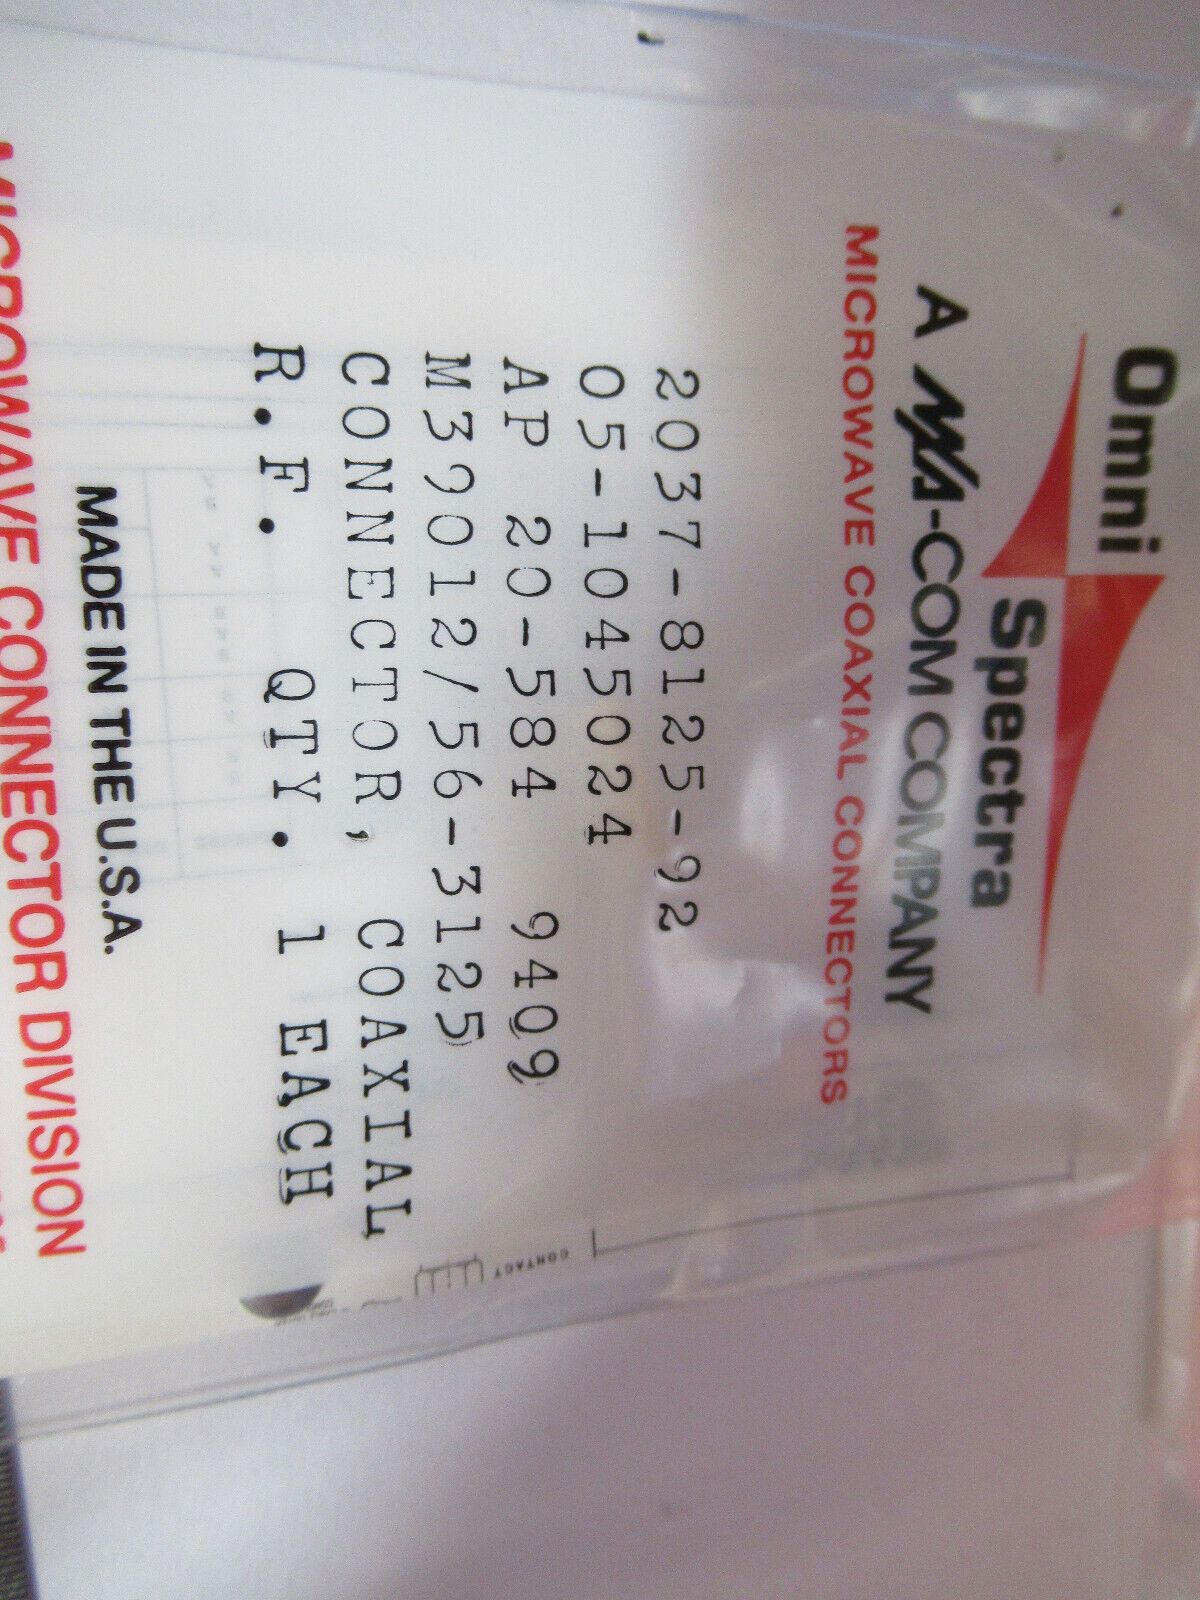 Omni
Spectra
A M/A-COM COMPANY
MICROWAVE COAXIAL CONNECTORS
2037-8125-92
05-1045024
AP 20-584 9409
M39012/56-3125
CONNECTOR, COAXIAL
R.F. QTY. 1 EACH
MADE IN THE U.S.A.
MICROWAVE CONNECTOR DIVISION
CONTACT